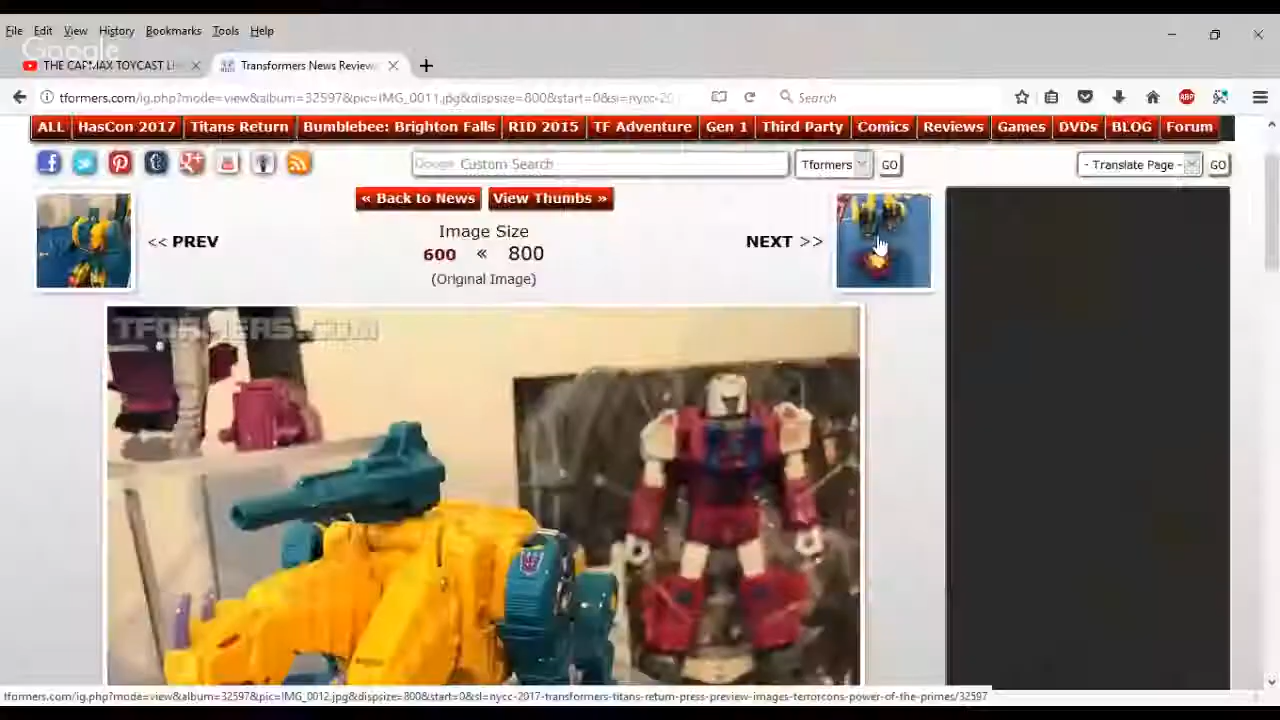 File Edit View History Bookmarks Tools Help
Google
THE CAPMAX TOYCAST LI
Transformers News Review
tformers.com/ig.php?mode=view&album=32597&pic=IMG_0011.jpg&dispsize=800&start=0&sl=nycc-20
Search
ABP
ALL HasCon 2017 Titans Return Bumblebee: Brighton Falls RID 2015 TF Adventure Gen 1 Third Party Comics Reviews Games DVDs BLOG Forum
Google Custom Search Tformers GO - Translate Page - GO
« Back to News View Thumbs »
<< PREV
Image Size
600 « 800
(Original Image)
NEXT >>
TFORMERS.COM
tformers.com/ig.php?mode=view&album=32597&pic=IMG_0012.jpg&dispsize=800&start=0&sl=nycc-2017-transformers-titans-return-press-preview-images-terrorcons-power-of-the-primes/32597